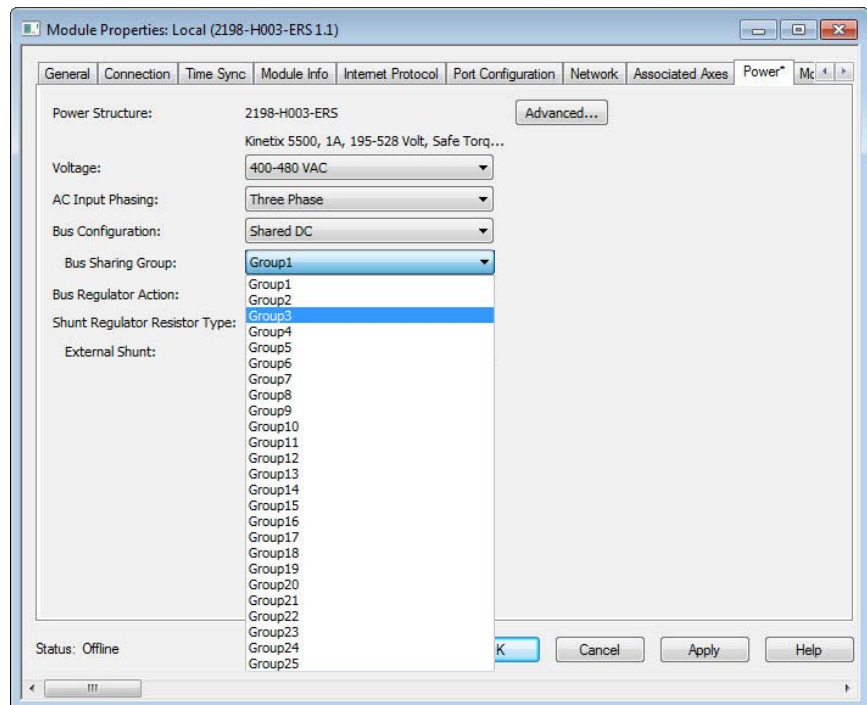 Module Properties: Local (2198-H003-ERS 1.1)
General Connection Time Sync Module Info Internet Protocol Port Configuration Network Associated Axes Power*
Power Structure: 2198-H003-ERS Advanced...
Kinetix 5500, 1A, 195-528 Volt, Safe Torq...
Voltage: 400-480 VAC
AC Input Phasing: Three Phase
Bus Configuration: Shared DC
Bus Sharing Group: Group1
Group1
Bus Regulator Action:
Group2
Group3
Shunt Regulator Resistor Type:
Group4
External Shunt:
Group5
Group6
Group7
Group8
Group9
Group10
Group11
Group12
Group13
Group14
Group15
Group16
Group17
Group18
Group19
Group20
Group21
Group22
Group23
Group24
Group25
Status: Offline K Cancel Apply Help